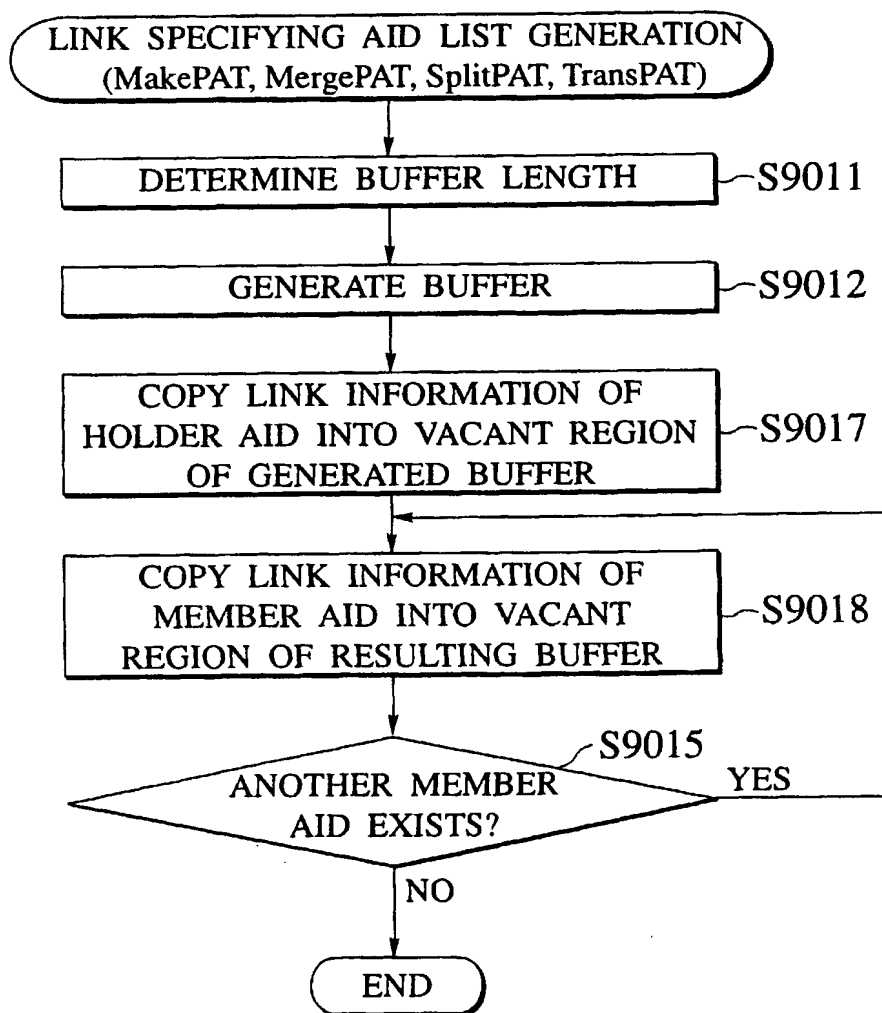 LINK SPECIFYING AID LIST GENERATION
(MakePAT, MergePAT, SplitPAT, TransPAT)
DETERMINE BUFFER LENGTH
S9011
GENERATE BUFFER
S9012
COPY LINK INFORMATION OF
HOLDER AID INTO VACANT REGION
OF GENERATED BUFFER
S9017
COPY LINK INFORMATION OF
MEMBER AID INTO VACANT
REGION OF RESULTING BUFFER
S9018
S9015
ANOTHER MEMBER
AID EXISTS?
YES
NO
END